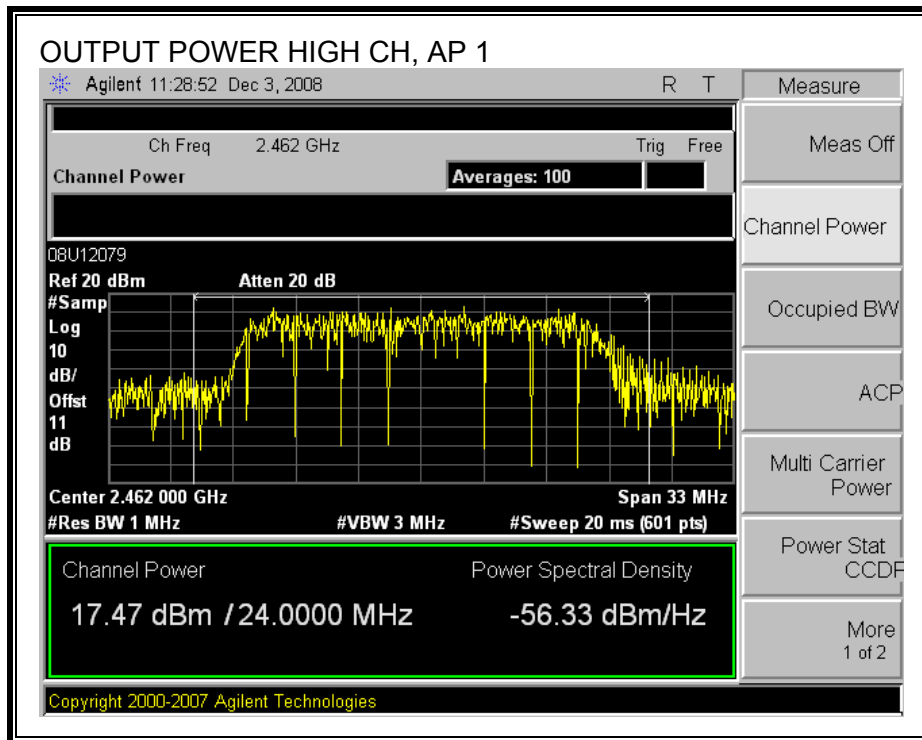 OUTPUT POWER HIGH CH, AP 1
Agilent 11:28:52 Dec 3, 2008 R T
Measure
Ch Freq 2.462 GHz Trig Free
Meas Off
Channel Power Averages: 100
Channel Power
08U12079
Ref 20 dBm Atten 20 dB
#Samp
Log
10
dB/
Offst
11
dB
Occupied BW
ACP
Multi Carrier
Power
Center 2.462 000 GHz Span 33 MHz
#Res BW 1 MHz #VBW 3 MHz #Sweep 20 ms (601 pts)
Power Stat
CCDF
Channel Power Power Spectral Density
17.47 dBm / 24.0000 MHz -56.33 dBm/Hz
More
1 of 2
Copyright 2000-2007 Agilent Technologies